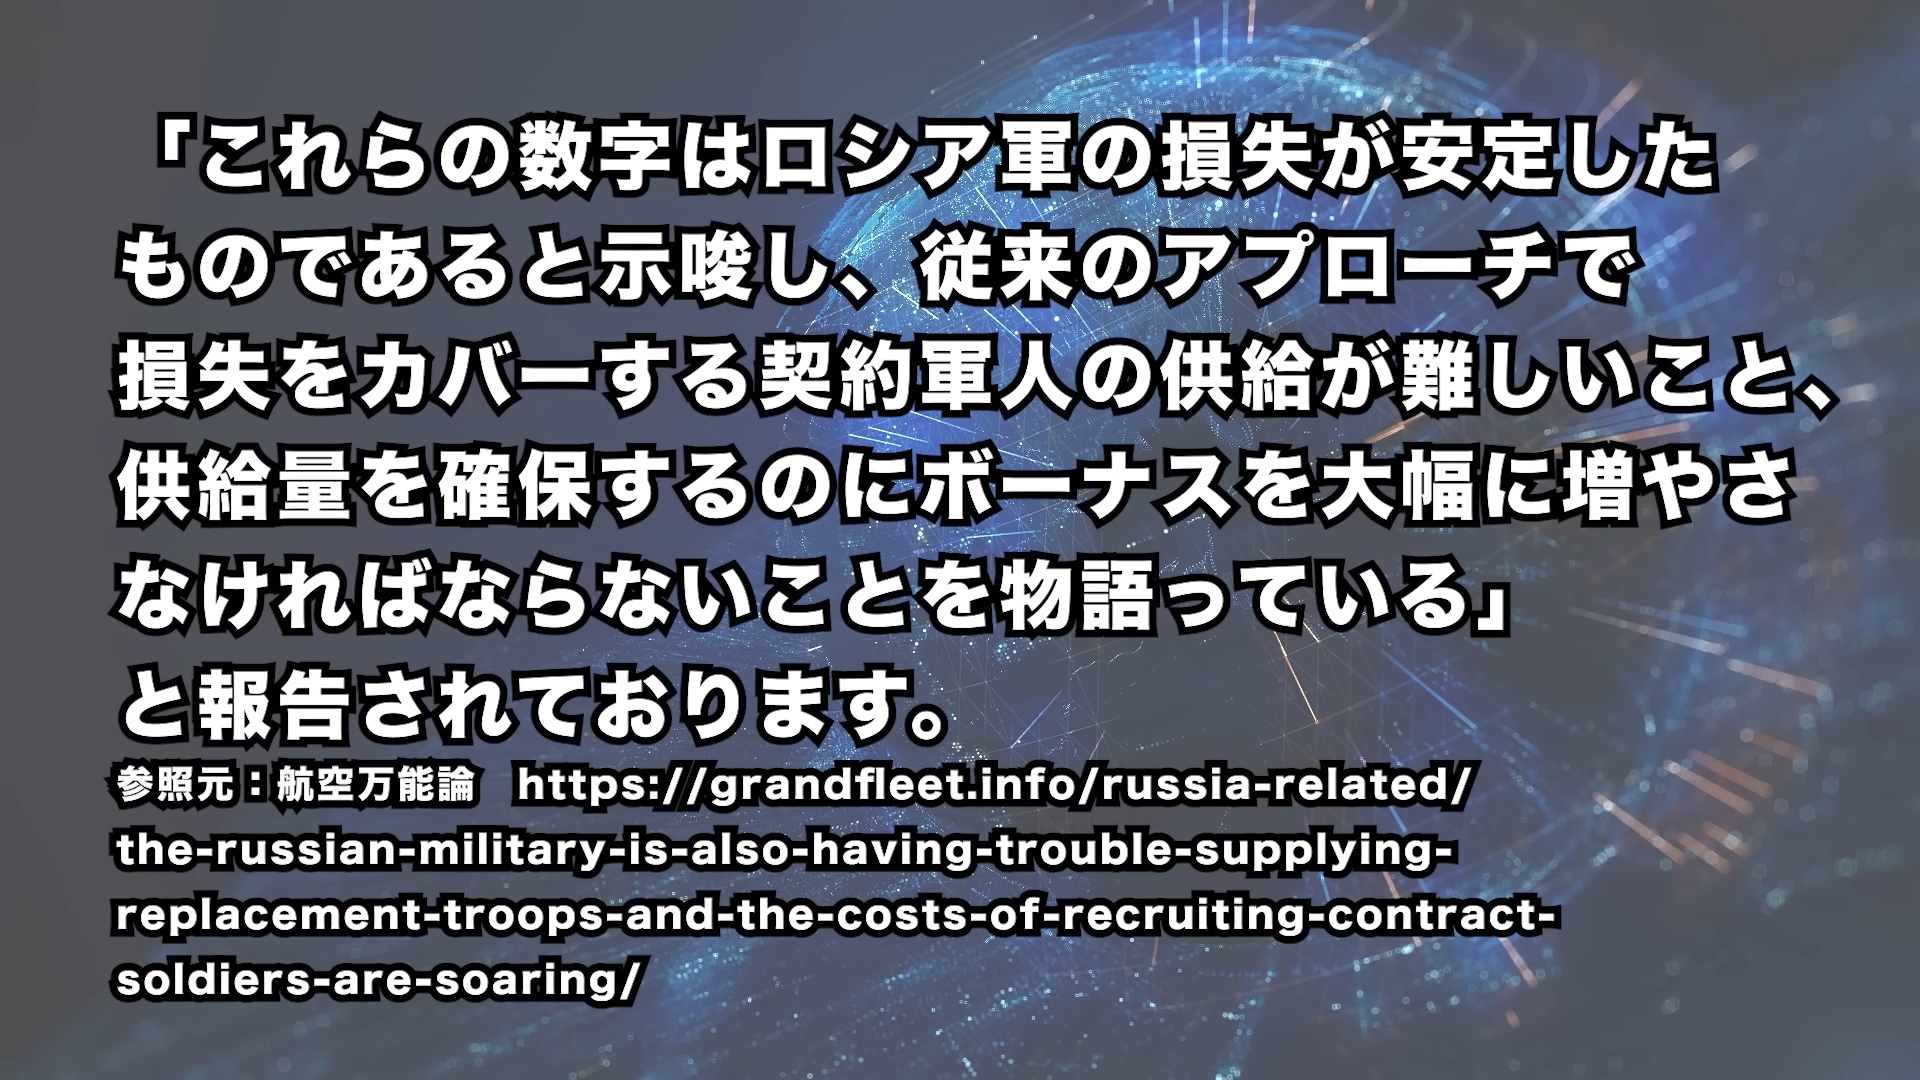 「これらの数字はロシア軍の損失が安定した
ものであると示唆し、従来のアプローチで
損失をカバーする契約軍人の供給が難しいこと、
供給量を確保するのにボーナスを大幅に増やさ
なければならないことを物語っている」
と報告されております。
参照元：航空万能論　https://grandfleet.info/russia-related/
the-russian-military-is-also-having-trouble-supplying-
replacement-troops-and-the-costs-of-recruiting-contract-
soldiers-are-soaring/